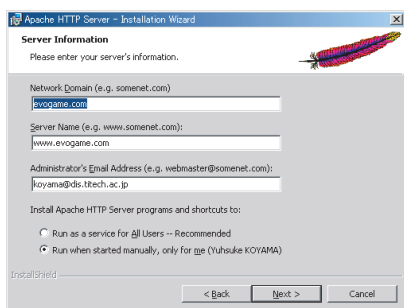 Apache HTTP Server - Installation Wizard
Server Information
Please enter your server's information.
Network Domain (e.g. somenet.com)
evogame.com
Server Name (e.g. www.somenet.com):
www.evogame.com
Administrator's Email Address (e.g. webmaster@somenet.com):
koyama@dis.titech.ac.jp
Install Apache HTTP Server programs and shortcuts to:
Run as a service for All Users -- Recommended
Run when started manually, only for me (Yuhsuke KOYAMA)
InstallShield
< Back Next > Cancel